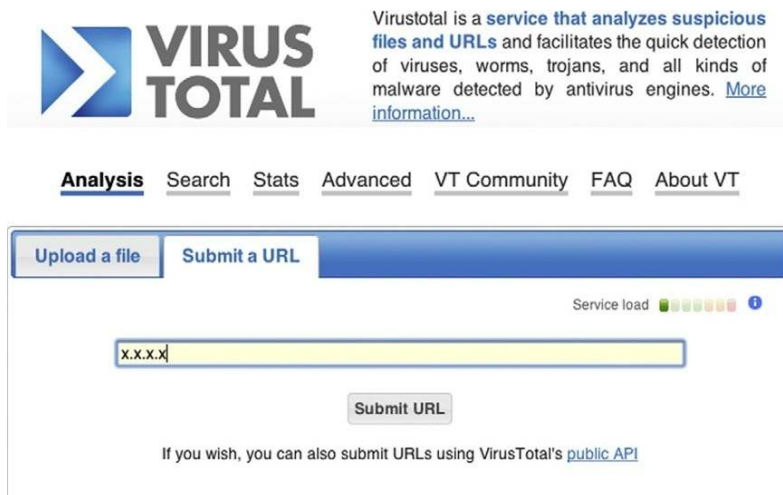 VIRUS
TOTAL
Virustotal is a service that analyzes suspicious
files and URLs and facilitates the quick detection
of viruses, worms, trojans, and all kinds of
malware detected by antivirus engines. More
information...
Analysis Search Stats Advanced VT Community FAQ About VT
Upload a file Submit a URL
Service load
x.x.x.x
Submit URL
If you wish, you can also submit URLs using VirusTotal's public API